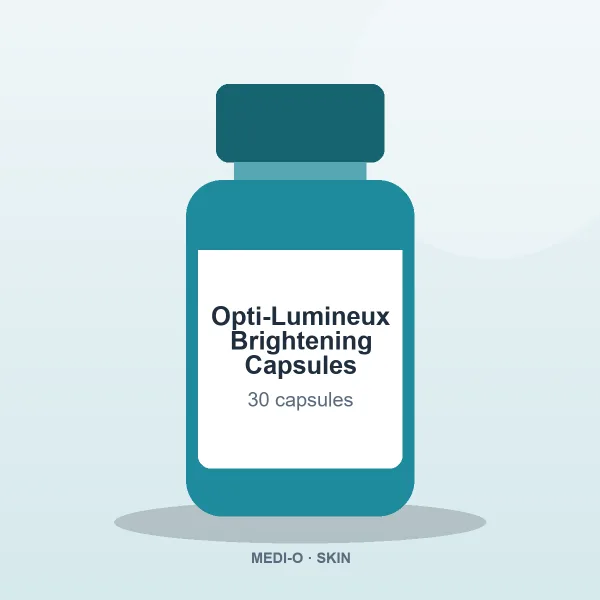 Opti-Lumineux
Brightening
Capsules
30 capsules
MEDI-O · SKIN